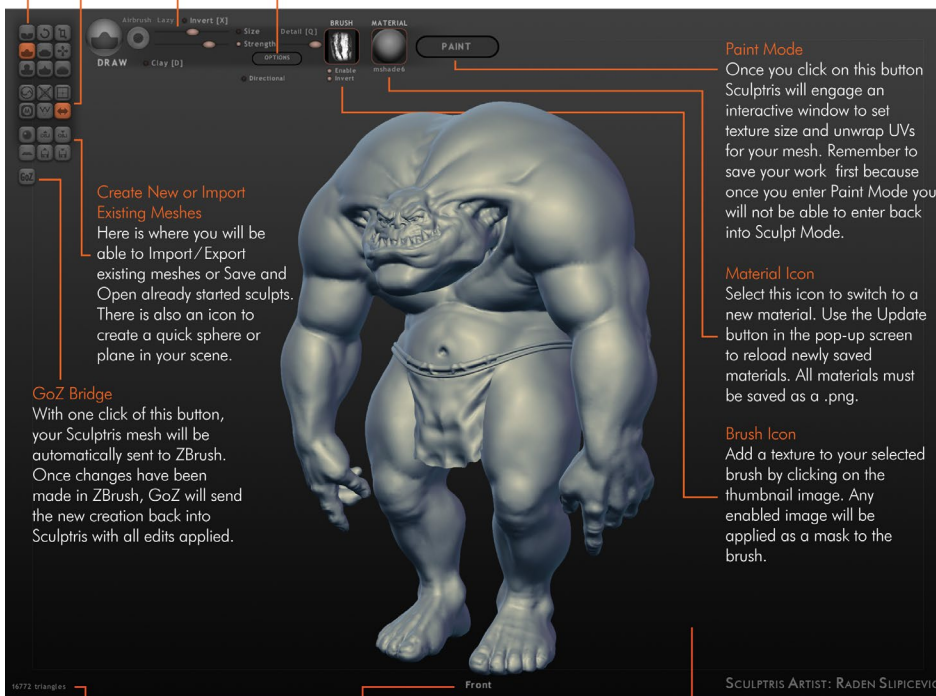 Airbrush Lazy Invert [X]
Size Detail [Q]
Strength
OPTIONS
DRAW Clay [D]
Directional
BRUSH
Enable
Invert
MATERIAL
mshade6
PAINT
GoZ
Paint Mode
Once you click on this button
Sculptris will engage an
interactive window to set
texture size and unwrap UVs
for your mesh. Remember to
save your work first because
once you enter Paint Mode you
will not be able to enter back
into Sculpt Mode.
Create New or Import
Existing Meshes
Here is where you will be
able to Import/Export
existing meshes or Save and
Open already started sculpts.
There is also an icon to
create a quick sphere or
plane in your scene.
Material Icon
Select this icon to switch to a
new material. Use the Update
button in the pop-up screen
to reload newly saved
materials. All materials must
be saved as a .png.
GoZ Bridge
With one click of this button,
your Sculptris mesh will be
automatically sent to ZBrush.
Once changes have been
made in ZBrush, GoZ will send
the new creation back into
Sculptris with all edits applied.
Brush Icon
Add a texture to your selected
brush by clicking on the
thumbnail image. Any
enabled image will be
applied as a mask to the
brush.
16772 triangles
Front
SCULPTRIS ARTIST: RADEN SLIPICEVIC